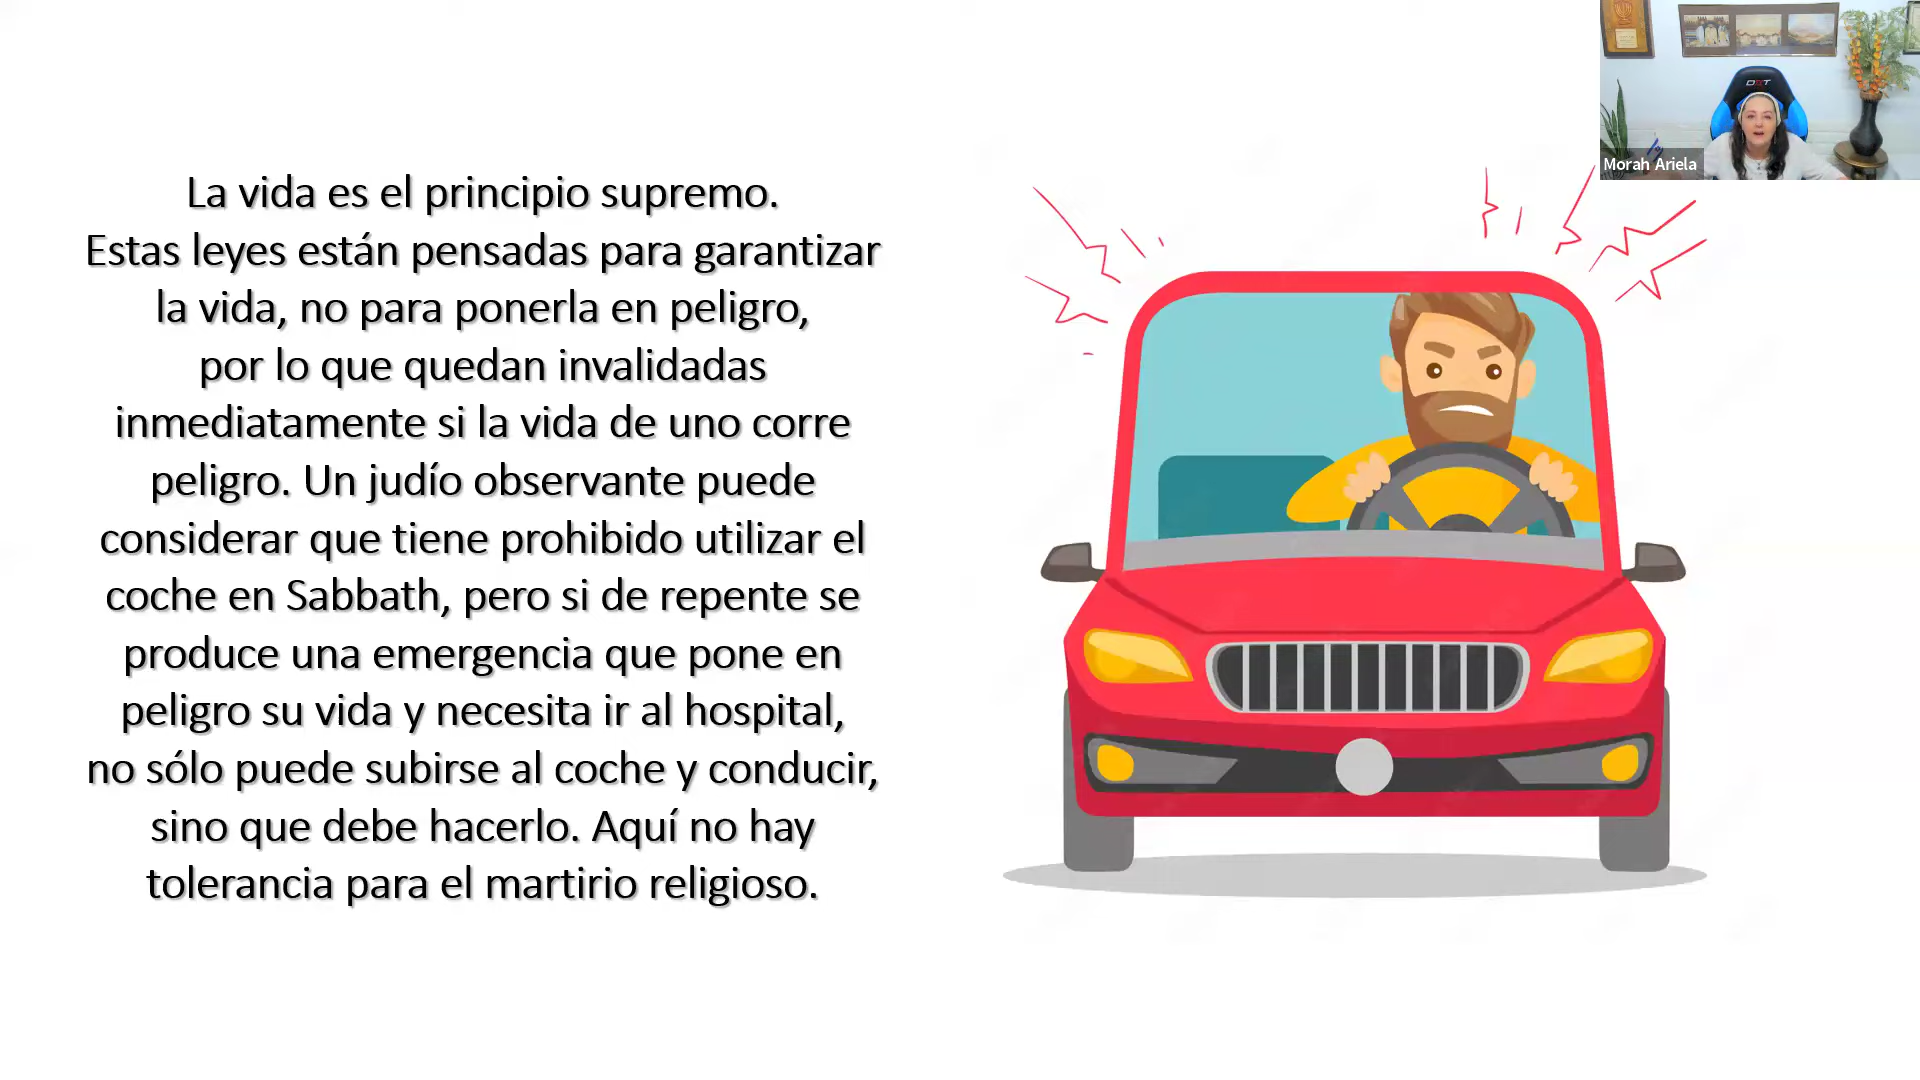 La vida es el principio supremo.
Estas leyes están pensadas para garantizar
la vida, no para ponerla en peligro,
por lo que quedan invalidadas
inmediatamente si la vida de uno corre
peligro. Un judío observante puede
considerar que tiene prohibido utilizar el
coche en Sabbath, pero si de repente se
produce una emergencia que pone en
peligro su vida y necesita ir al hospital,
no sólo puede subirse al coche y conducir,
sino que debe hacerlo. Aquí no hay
tolerancia para el martirio religioso.
Morah Ariela